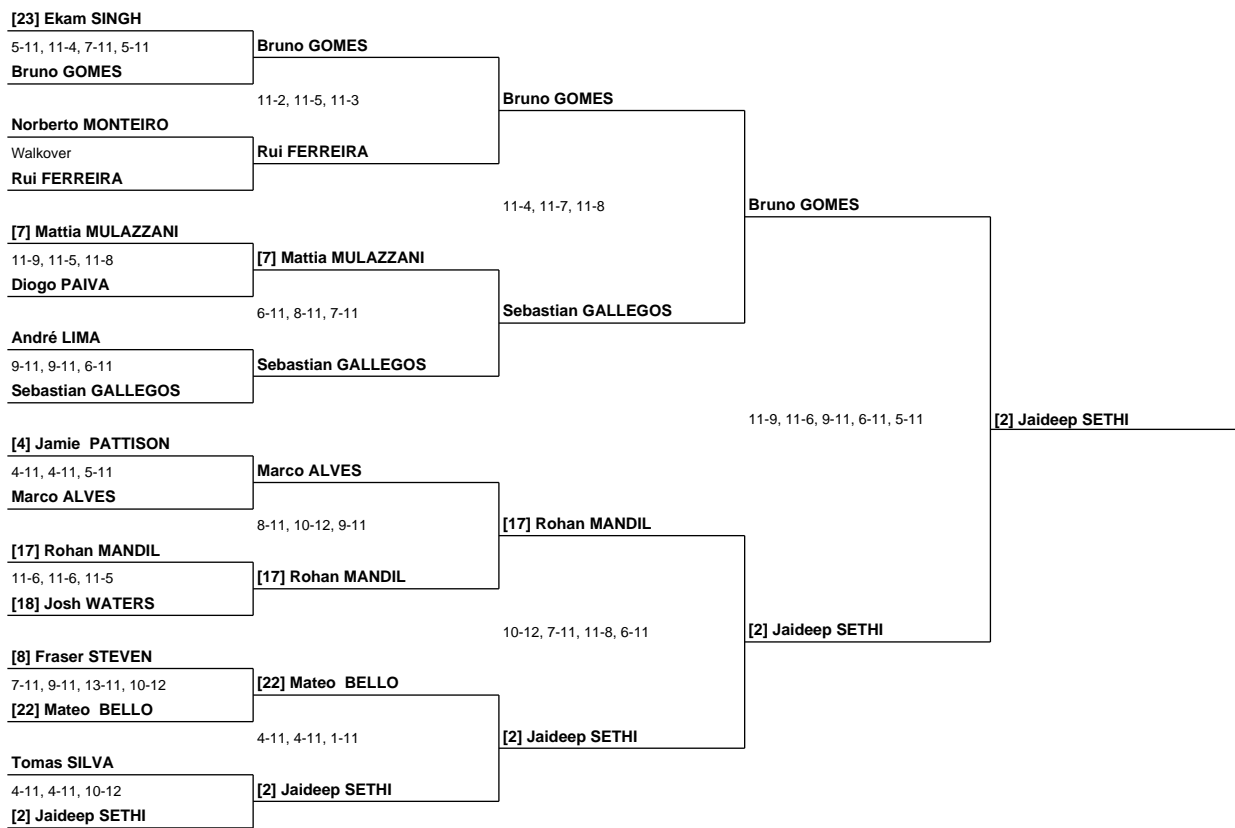 [23] Ekam SINGH
5-11, 11-4, 7-11, 5-11
Bruno GOMES
Bruno GOMES
11-2, 11-5, 11-3
Bruno GOMES
Norberto MONTEIRO
Walkover
Rui FERREIRA
Rui FERREIRA
11-4, 11-7, 11-8
Bruno GOMES
[7] Mattia MULAZZANI
11-9, 11-5, 11-8
Diogo PAIVA
[7] Mattia MULAZZANI
6-11, 8-11, 7-11
Sebastian GALLEGOS
André LIMA
9-11, 9-11, 6-11
Sebastian GALLEGOS
Sebastian GALLEGOS
11-9, 11-6, 9-11, 6-11, 5-11
[2] Jaideep SETHI
[4] Jamie  PATTISON
4-11, 4-11, 5-11
Marco ALVES
Marco ALVES
8-11, 10-12, 9-11
[17] Rohan MANDIL
[17] Rohan MANDIL
11-6, 11-6, 11-5
[18] Josh WATERS
[17] Rohan MANDIL
10-12, 7-11, 11-8, 6-11
[2] Jaideep SETHI
[8] Fraser STEVEN
7-11, 9-11, 13-11, 10-12
[22] Mateo  BELLO
[22] Mateo  BELLO
4-11, 4-11, 1-11
[2] Jaideep SETHI
Tomas SILVA
4-11, 4-11, 10-12
[2] Jaideep SETHI
[2] Jaideep SETHI